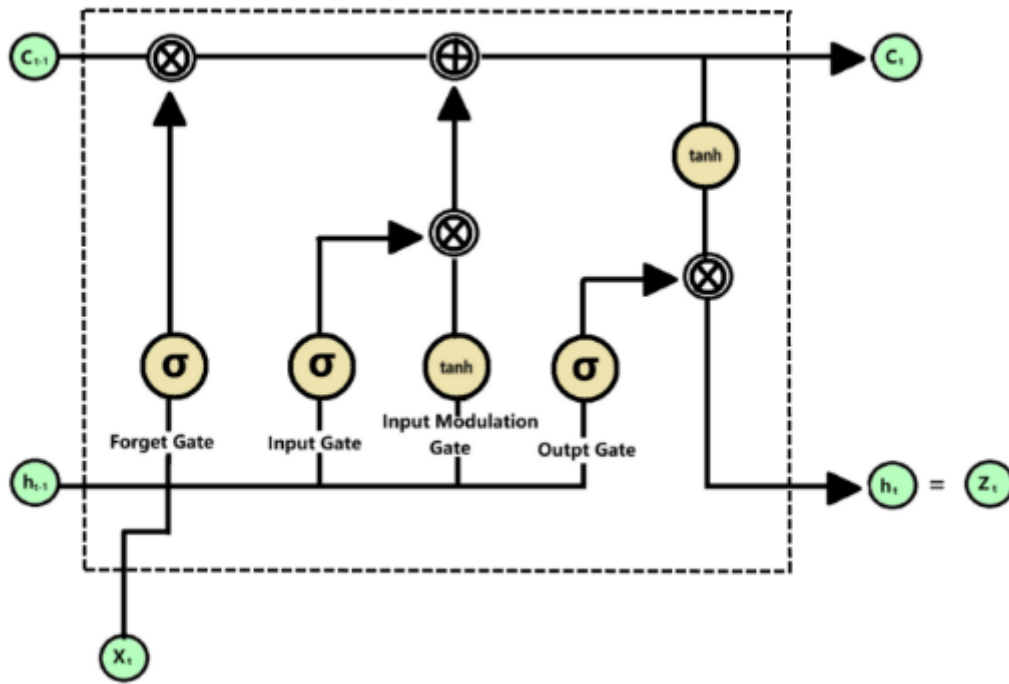 Ct-1
Ct
tanh
σ
σ
tanh
σ
Forget Gate
Input Gate
Input Modulation
Gate
Outpt Gate
ht-1
ht = Zt
Xt